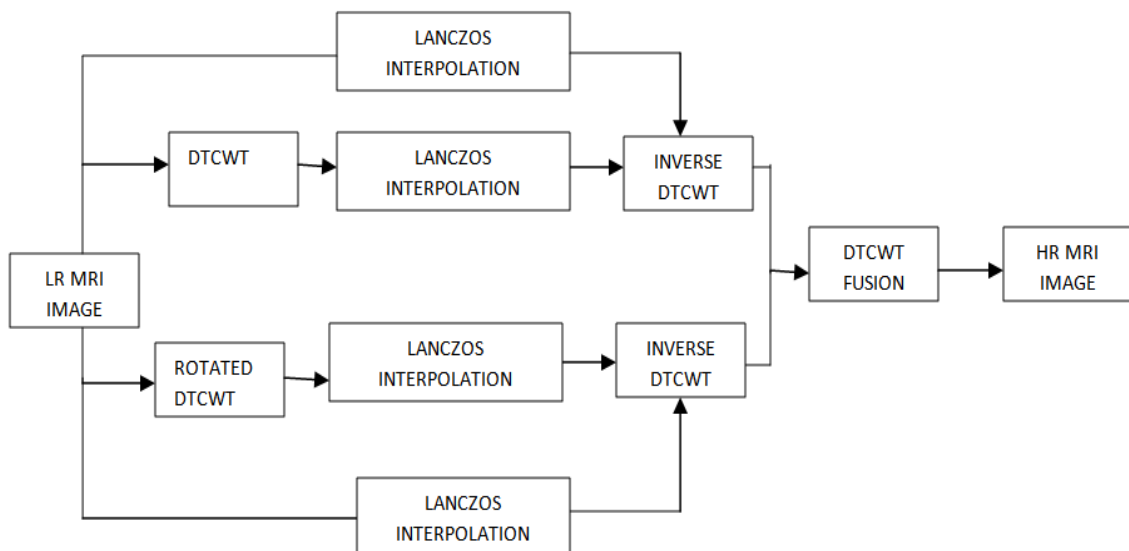 LANCZOS
INTERPOLATION
DTCWT
LANCZOS
INTERPOLATION
INVERSE
DTCWT
LR MRI
IMAGE
DTCWT
FUSION
HR MRI
IMAGE
ROTATED
DTCWT
LANCZOS
INTERPOLATION
INVERSE
DTCWT
LANCZOS
INTERPOLATION